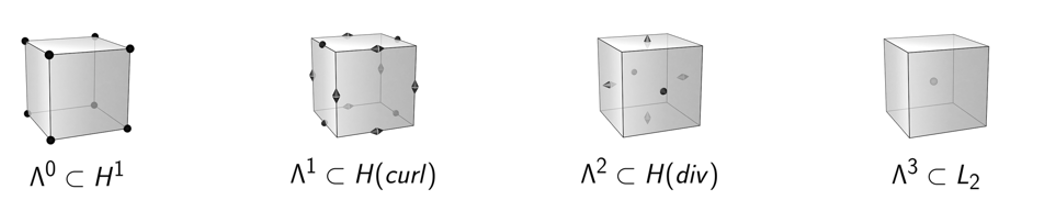 Λ⁰ ⊂ H¹ Λ¹ ⊂ H(curl) Λ² ⊂ H(div) Λ³ ⊂ L₂